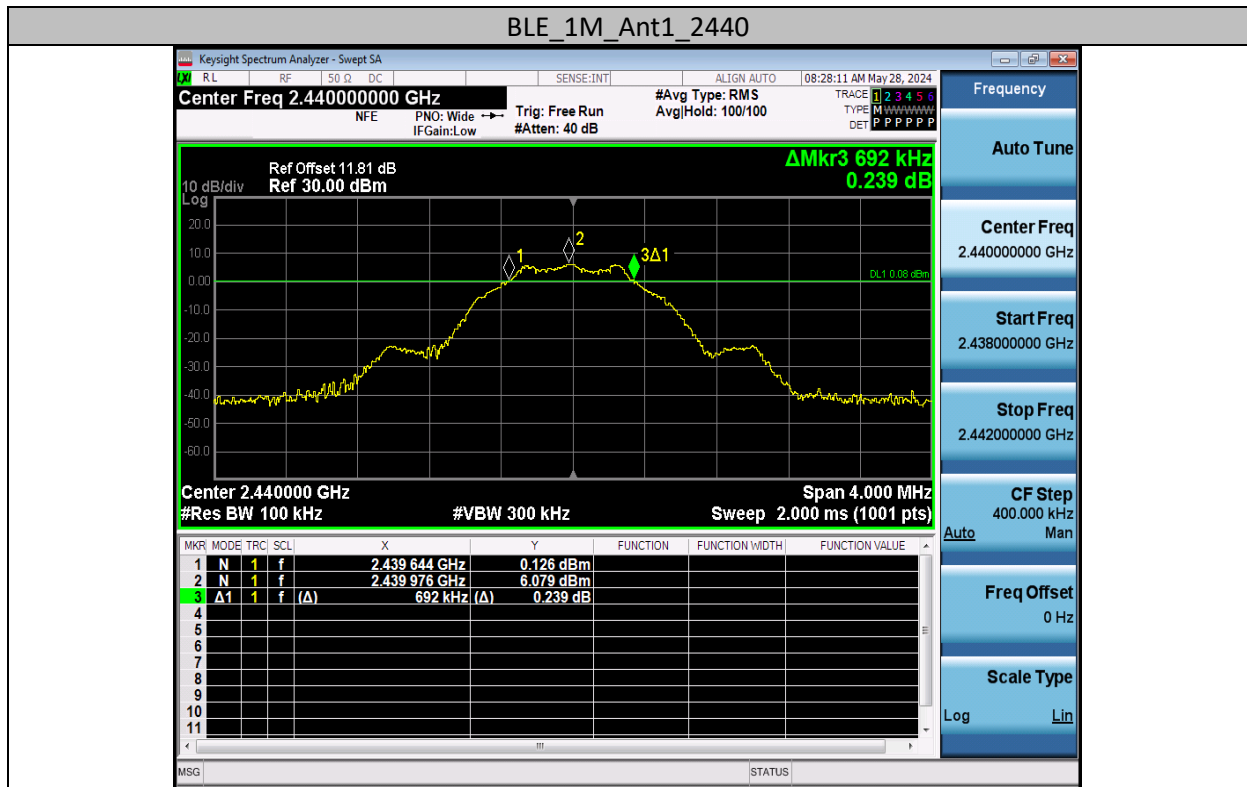 BLE_1M_Ant1_2440
Keysight Spectrum Analyzer - Swept SA
LXI RL RF 50 Ω DC SENSE:INT ALIGN AUTO 08:28:11 AM May 28, 2024
Center Freq 2.440000000 GHz
NFE
PNO: Wide
IFGain:Low
Trig: Free Run
#Atten: 40 dB
#Avg Type: RMS
Avg|Hold: 100/100
TRACE 1 2 3 4 5 6
TYPE M W W W W W
DET P P P P P P
ΔMkr3 692 kHz
0.239 dB
Ref Offset 11.81 dB
10 dB/div Ref 30.00 dBm
Log
20.0
10.0
0.00
-10.0
-20.0
-30.0
-40.0
-50.0
-60.0
1
2
3Δ1
DL1 0.08 dBm
Center 2.440000 GHz Span 4.000 MHz
#Res BW 100 kHz #VBW 300 kHz Sweep 2.000 ms (1001 pts)
MKR MODE TRC SCL X Y FUNCTION FUNCTION WIDTH FUNCTION VALUE
1 N 1 f 2.439 644 GHz 0.126 dBm
2 N 1 f 2.439 976 GHz 6.079 dBm
3 Δ1 1 f (Δ) 692 kHz (Δ) 0.239 dB
4
5
6
7
8
9
10
11
MSG STATUS
Frequency
Auto Tune
Center Freq
2.440000000 GHz
Start Freq
2.438000000 GHz
Stop Freq
2.442000000 GHz
CF Step
400.000 kHz
Auto Man
Freq Offset
0 Hz
Scale Type
Log Lin